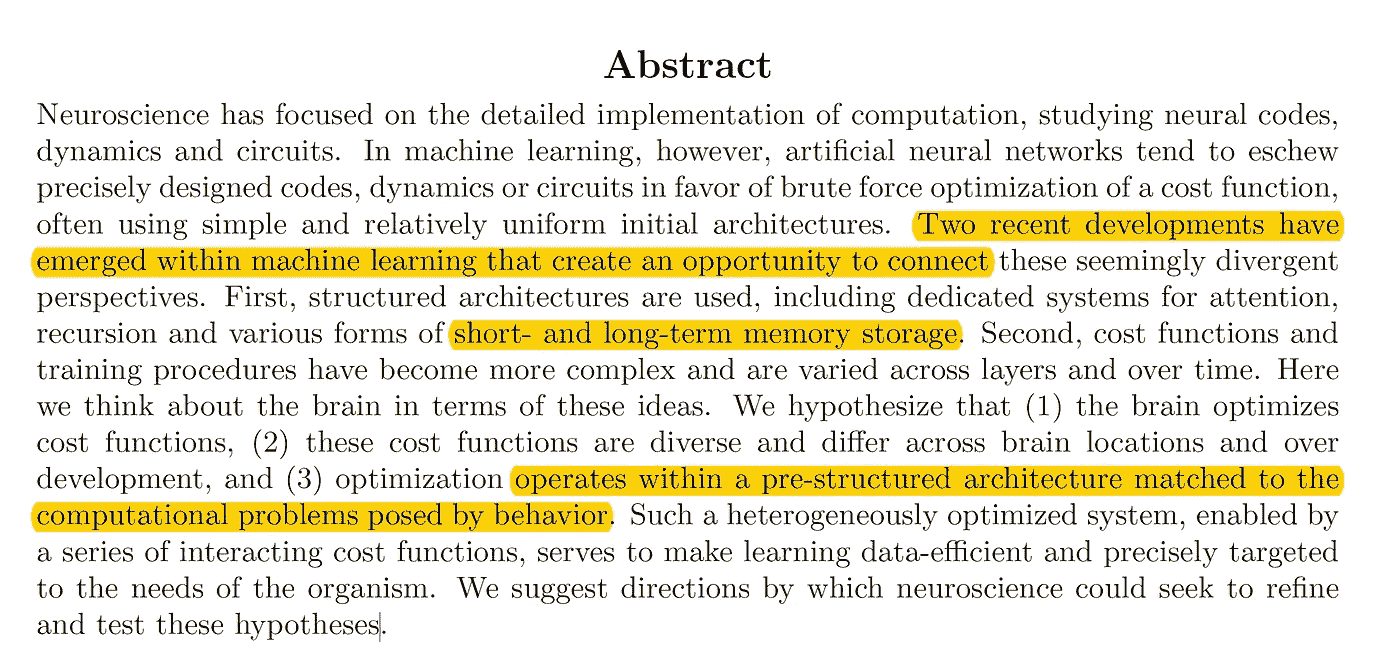 Abstract
Neuroscience has focused on the detailed implementation of computation, studying neural codes,
dynamics and circuits. In machine learning, however, artificial neural networks tend to eschew
precisely designed codes, dynamics or circuits in favor of brute force optimization of a cost function,
often using simple and relatively uniform initial architectures. Two recent developments have
emerged within machine learning that create an opportunity to connect these seemingly divergent
perspectives. First, structured architectures are used, including dedicated systems for attention,
recursion and various forms of short- and long-term memory storage. Second, cost functions and
training procedures have become more complex and are varied across layers and over time. Here
we think about the brain in terms of these ideas. We hypothesize that (1) the brain optimizes
cost functions, (2) these cost functions are diverse and differ across brain locations and over
development, and (3) optimization operates within a pre-structured architecture matched to the
computational problems posed by behavior. Such a heterogeneously optimized system, enabled by
a series of interacting cost functions, serves to make learning data-efficient and precisely targeted
to the needs of the organism. We suggest directions by which neuroscience could seek to refine
and test these hypotheses.